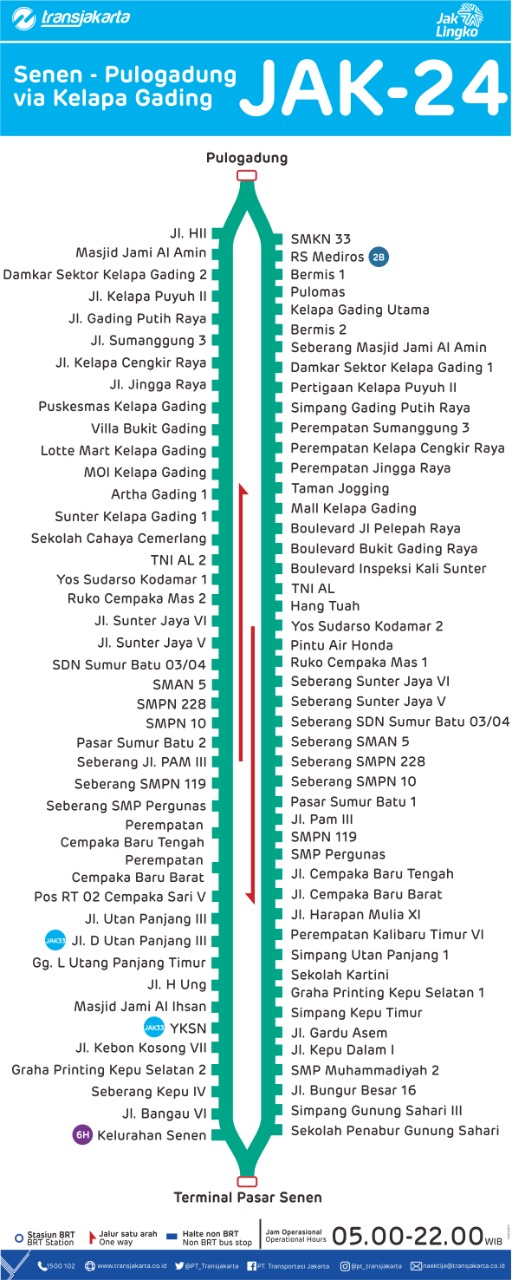 transjakarta
Jak
Lingko
Senen - Pulogadung
via Kelapa Gading
JAK-24
Pulogadung
Jl. HII
Masjid Jami Al Amin
Damkar Sektor Kelapa Gading 2
Jl. Kelapa Puyuh II
Jl. Gading Putih Raya
Jl. Sumanggung 3
Jl. Kelapa Cengkir Raya
Jl. Jingga Raya
Puskesmas Kelapa Gading
Villa Bukit Gading
Lotte Mart Kelapa Gading
MOI Kelapa Gading
Artha Gading 1
Sunter Kelapa Gading 1
Sekolah Cahaya Cemerlang
TNI AL 2
Yos Sudarso Kodamar 1
Ruko Cempaka Mas 2
Jl. Sunter Jaya VI
Jl. Sunter Jaya V
SDN Sumur Batu 03/04
SMAN 5
SMPN 228
SMPN 10
Pasar Sumur Batu 2
Seberang Jl. PAM III
Seberang SMPN 119
Seberang SMP Pergunas
Perempatan
Cempaka Baru Tengah
Perempatan
Cempaka Baru Barat
Pos RT 02 Cempaka Sari V
Jl. Utan Panjang III
JAK33 Jl. D Utan Panjang III
Gg. L Utang Panjang Timur
Jl. H Ung
Masjid Jami Al Ihsan
JAK33 YKSN
Jl. Kebon Kosong VII
Graha Printing Kepu Selatan 2
Seberang Kepu IV
Jl. Bangau VI
6H Kelurahan Senen
SMKN 33
RS Mediros 2B
Bermis 1
Pulomas
Kelapa Gading Utama
Bermis 2
Seberang Masjid Jami Al Amin
Damkar Sektor Kelapa Gading 1
Pertigaan Kelapa Puyuh II
Simpang Gading Putih Raya
Perempatan Sumanggung 3
Perempatan Kelapa Cengkir Raya
Perempatan Jingga Raya
Taman Jogging
Mall Kelapa Gading
Boulevard Jl Pelepah Raya
Boulevard Bukit Gading Raya
Boulevard Inspeksi Kali Sunter
TNI AL
Hang Tuah
Yos Sudarso Kodamar 2
Pintu Air Honda
Ruko Cempaka Mas 1
Seberang Sunter Jaya VI
Seberang Sunter Jaya V
Seberang SDN Sumur Batu 03/04
Seberang SMAN 5
Seberang SMPN 228
Seberang SMPN 10
Pasar Sumur Batu 1
Jl. Pam III
SMPN 119
SMP Pergunas
Jl. Cempaka Baru Tengah
Jl. Cempaka Baru Barat
Jl. Harapan Mulia XI
Perempatan Kalibaru Timur VI
Simpang Utan Panjang 1
Sekolah Kartini
Graha Printing Kepu Selatan 1
Simpang Kepu Timur
Jl. Gardu Asem
Jl. Kepu Dalam I
SMP Muhammadiyah 2
Jl. Bungur Besar 16
Simpang Gunung Sahari III
Sekolah Penabur Gunung Sahari
Terminal Pasar Senen
Stasiun BRT
BRT Station
Jalur satu arah
One way
Halte non BRT
Non BRT bus stop
Jam Operasional
Operational Hours
05.00-22.00 WIB
1500 102
www.transjakarta.co.id
@PT_Transjakarta
PT. Transportasi Jakarta
@pt_transjakarta
naektije@transjakarta.co.id